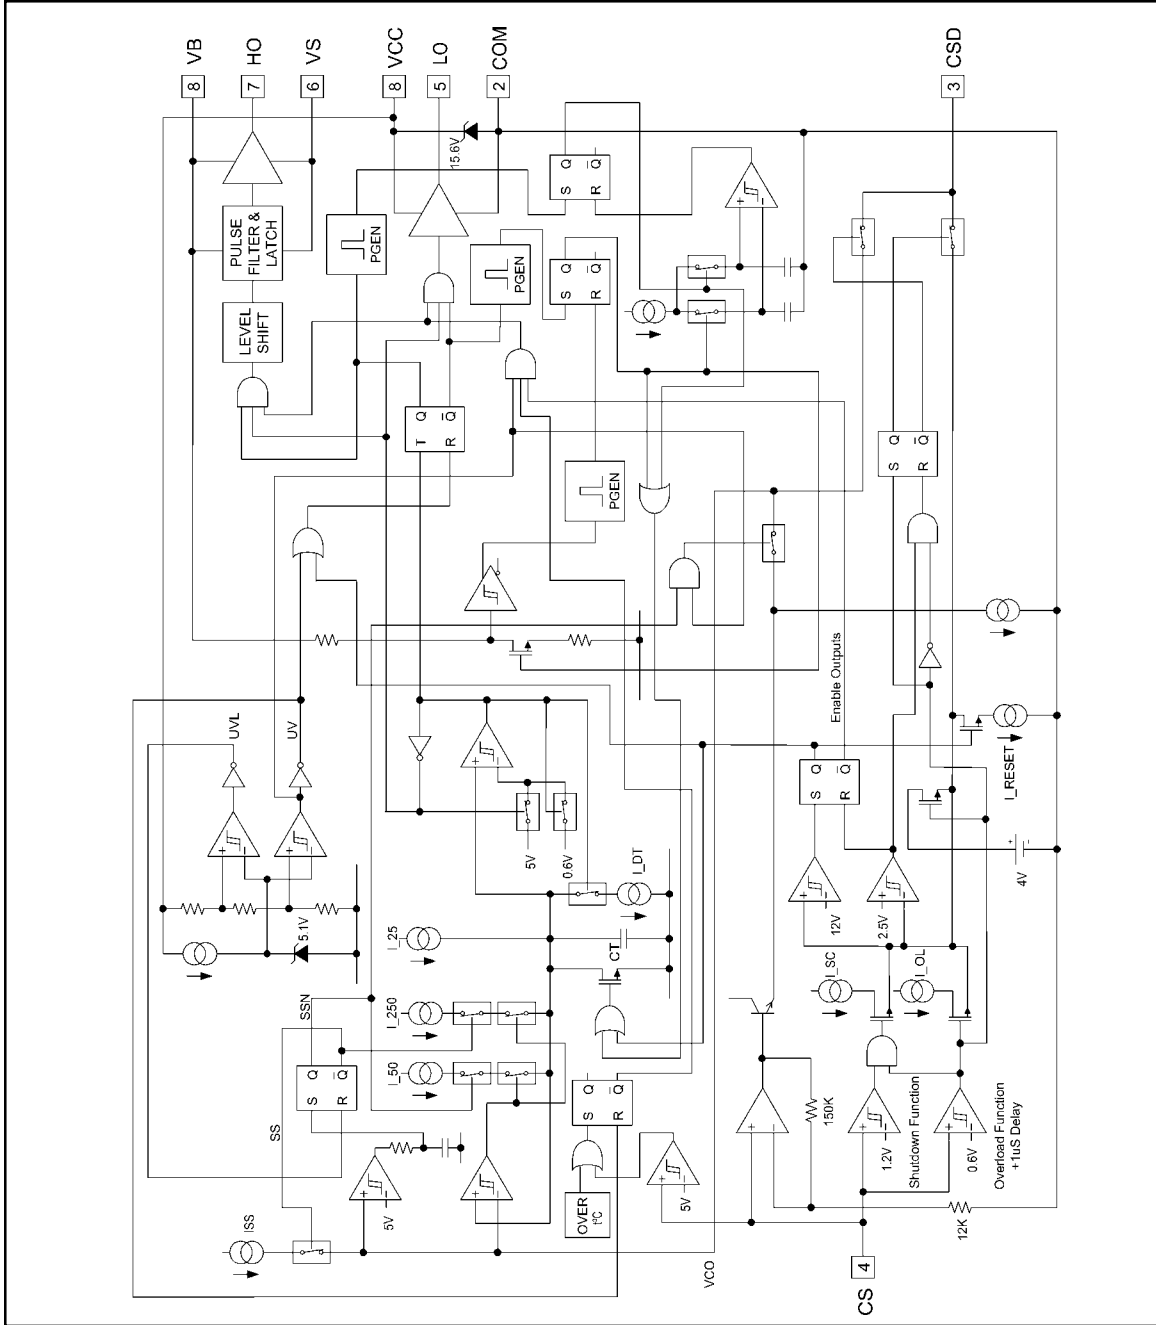 VB
HO
VS
VCC
LO
COM
CSD
8
7
6
8
5
2
3
PULSE
FILTER &
LATCH
LEVEL
SHIFT
PGEN
15.6V
PGEN
S Q
R Q
S Q
R Q
T Q
R Q
PGEN
S Q
R Q
UVL
UV
5.1V
5V
0.6V
I_DT
CT
I_25
I_250
I_50
SSN
SS
S Q
R Q
ISS
5V
OVER
t°C
S Q
R Q
5V
VCO
Enable Outputs
S Q
R Q
I_RESET
4V
12V
2.5V
I_SC
I_OL
150K
12K
1.2V
Shutdown Function
0.6V
Overload Function
+1uS Delay
CS
4